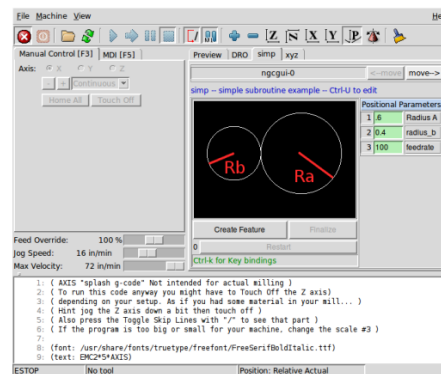 File Machine View He
Manual Control [F3] MDI [F5] Preview DRO simp xyz
Axis: X Y Z
ngcgui-0 <--move move-->
- + Continuous
simp -- simple subroutine example -- Ctrl-U to edit
Home All Touch Off
Positional Parameters
1 .6 Radius A
2 0.4 radius_b
3 100 feedrate
Rb Ra
Create Feature Finalize
Feed Override: 100 %
0 Restart
Jog Speed: 16 in/min
Ctrl-k for Key bindings
Max Velocity: 72 in/min
1: ( AXIS "splash g-code" Not intended for actual milling )
2: ( To run this code anyway you might have to Touch Off the Z axis)
3: ( depending on your setup. As if you had some material in your mill... )
4: ( Hint jog the Z axis down a bit then touch off )
5: ( Also press the Toggle Skip Lines with "/" to see that part )
6: ( If the program is too big or small for your machine, change the scale #3 )
7:
8: (font: /usr/share/fonts/truetype/freefont/FreeSerifBoldItalic.ttf)
9: (text: EMC2*5*AXIS)
ESTOP No tool Position: Relative Actual